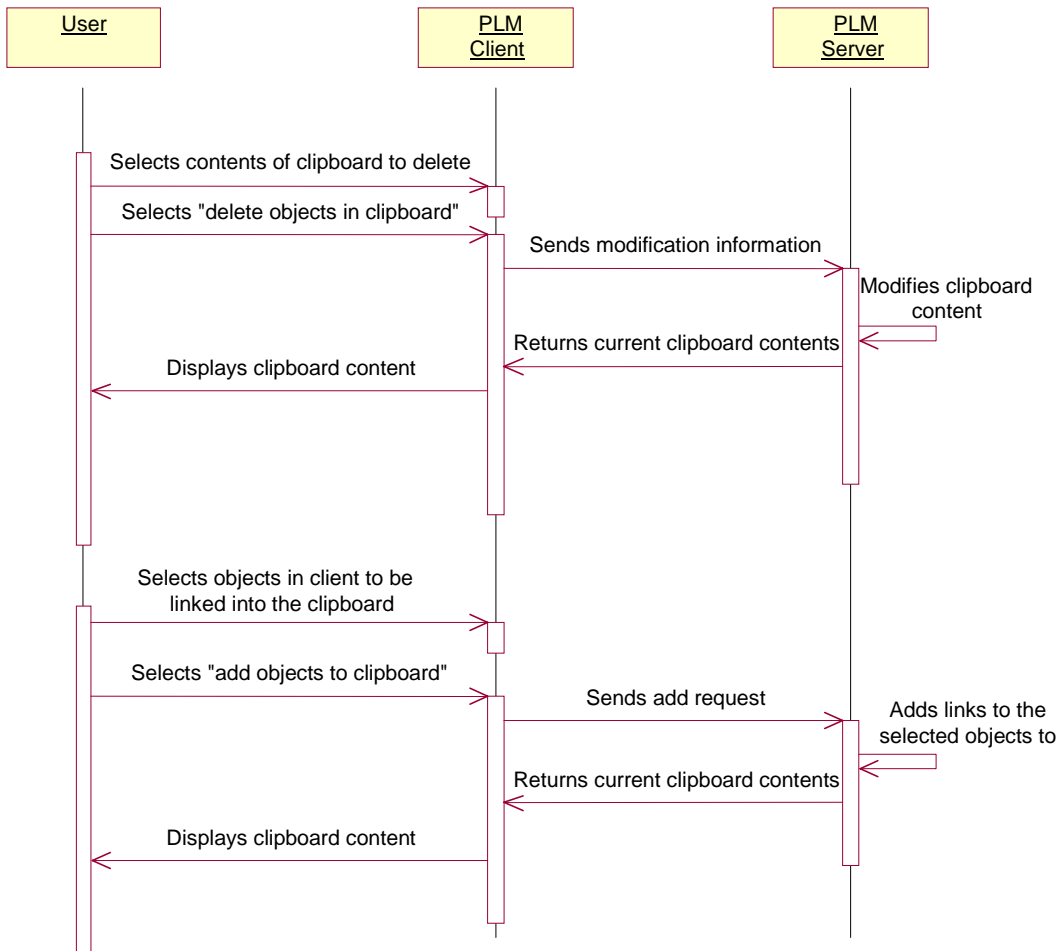 User
PLM
Client
PLM
Server
Selects contents of clipboard to delete
Selects "delete objects in clipboard"
Sends modification information
Modifies clipboard
content
Returns current clipboard contents
Displays clipboard content
Selects objects in client to be
linked into the clipboard
Selects "add objects to clipboard"
Sends add request
Adds links to the
selected objects to
Returns current clipboard contents
Displays clipboard content